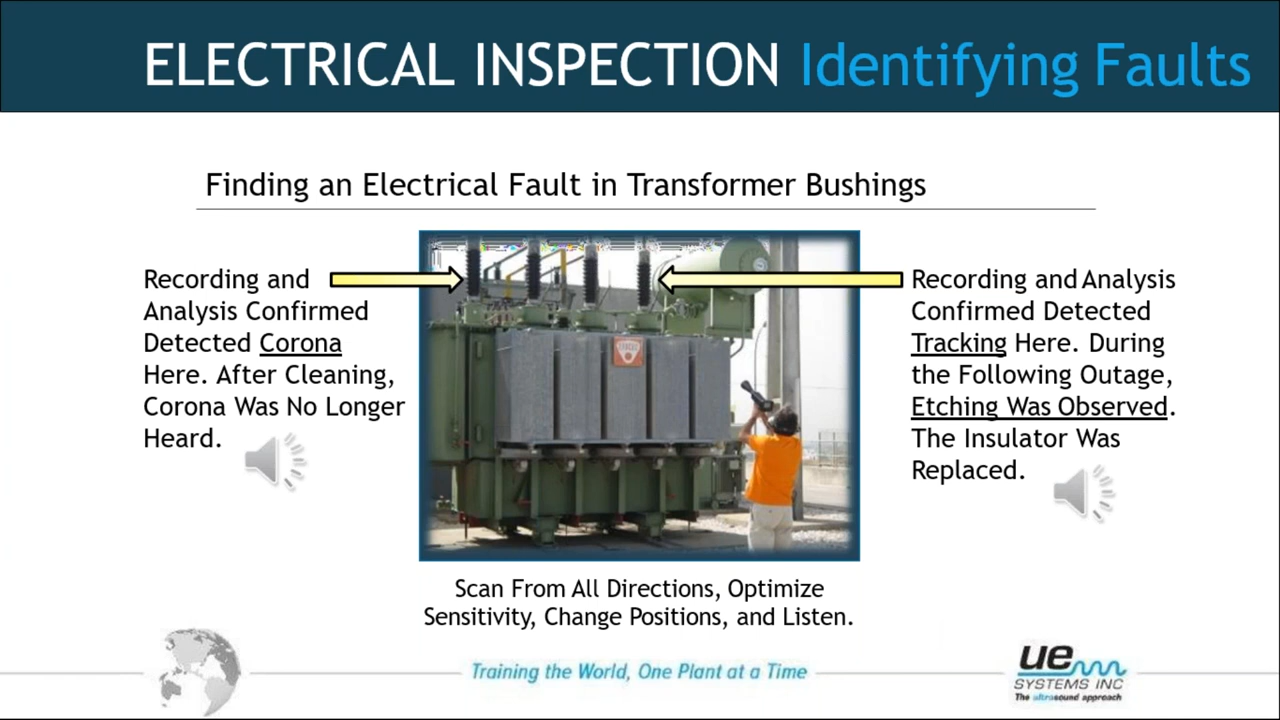 ELECTRICAL INSPECTION Identifying Faults
Finding an Electrical Fault in Transformer Bushings
Recording and
Analysis Confirmed
Detected Corona
Here. After Cleaning,
Corona Was No Longer
Heard.
Recording and Analysis
Confirmed Detected
Tracking Here. During
the Following Outage,
Etching Was Observed.
The Insulator Was
Replaced.
Scan From All Directions, Optimize
Sensitivity, Change Positions, and Listen.
Training the World, One Plant at a Time
ue
SYSTEMS INC
The ultrasound approach